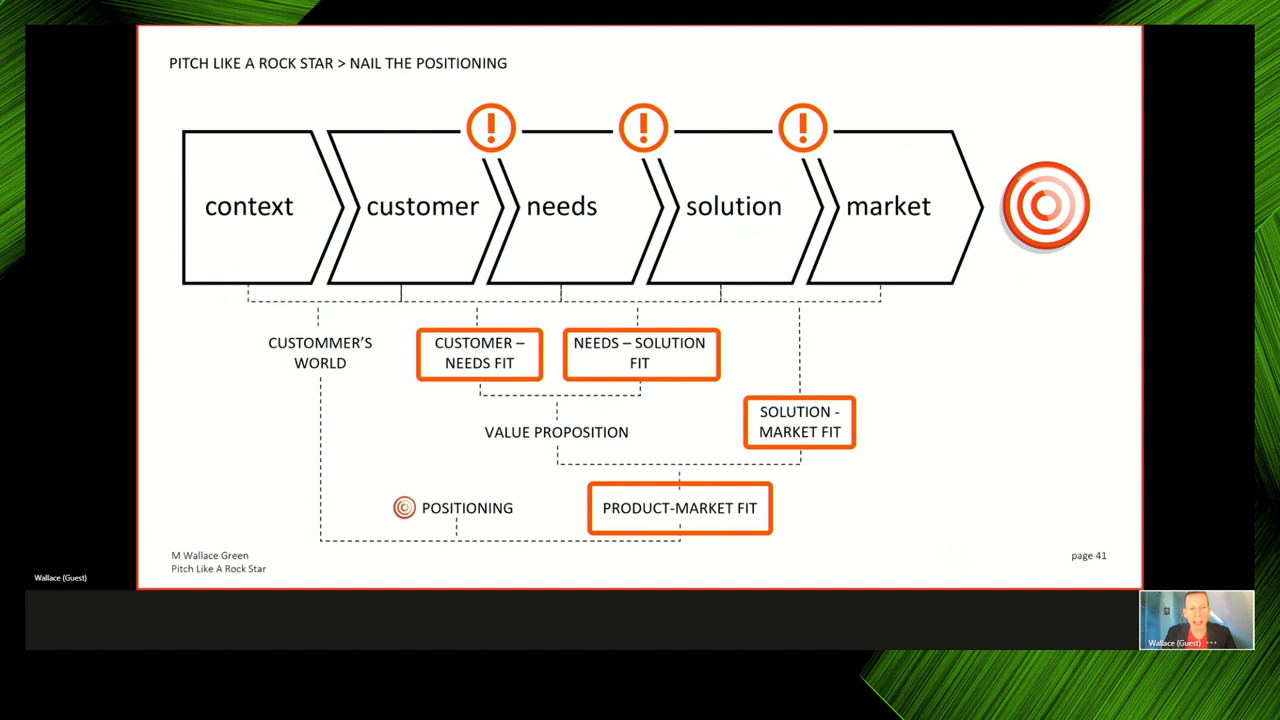 PITCH LIKE A ROCK STAR > NAIL THE POSITIONING
context
customer
needs
solution
market
CUSTOMMER'S
WORLD
CUSTOMER –
NEEDS FIT
NEEDS – SOLUTION
FIT
SOLUTION -
MARKET FIT
VALUE PROPOSITION
POSITIONING
PRODUCT-MARKET FIT
M Wallace Green
Pitch Like A Rock Star
page 41
Wallace (Guest)
Wallace (Guest)